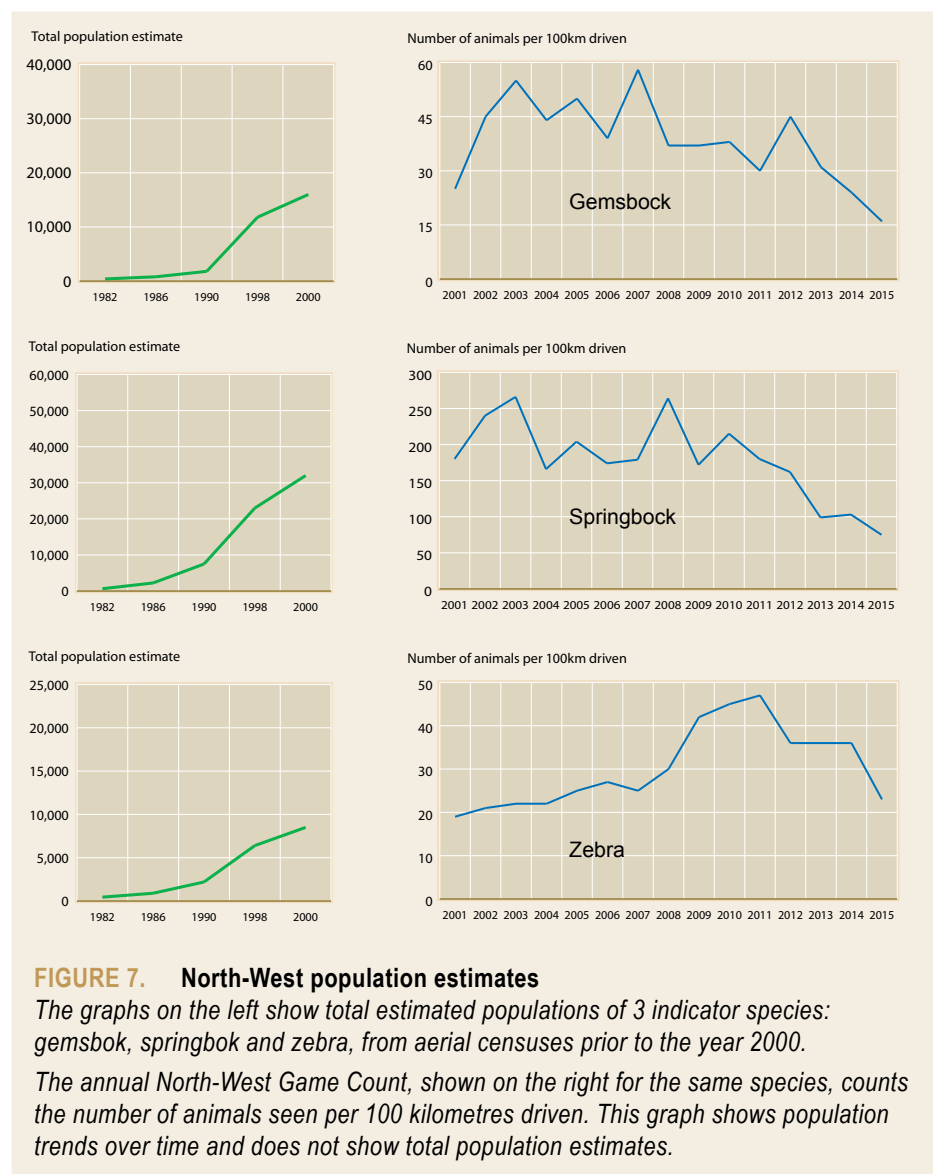 Total population estimate
40,000
30,000
20,000
10,000
0
1982 1986 1990 1998 2000
Number of animals per 100km driven
60
45
30
15
0
Gemsbock
2001 2002 2003 2004 2005 2006 2007 2008 2009 2010 2011 2012 2013 2014 2015
Total population estimate
60,000
50,000
40,000
30,000
20,000
10,000
0
1982 1986 1990 1998 2000
Number of animals per 100km driven
300
250
200
150
100
50
0
Springbock
2001 2002 2003 2004 2005 2006 2007 2008 2009 2010 2011 2012 2013 2014 2015
Total population estimate
25,000
20,000
15,000
10,000
5,000
0
1982 1986 1990 1998 2000
Number of animals per 100km driven
50
40
30
20
10
0
Zebra
2001 2002 2003 2004 2005 2006 2007 2008 2009 2010 2011 2012 2013 2014 2015
FIGURE 7. North-West population estimates
The graphs on the left show total estimated populations of 3 indicator species:
gemsbok, springbok and zebra, from aerial censuses prior to the year 2000.
The annual North-West Game Count, shown on the right for the same species, counts
the number of animals seen per 100 kilometres driven. This graph shows population
trends over time and does not show total population estimates.